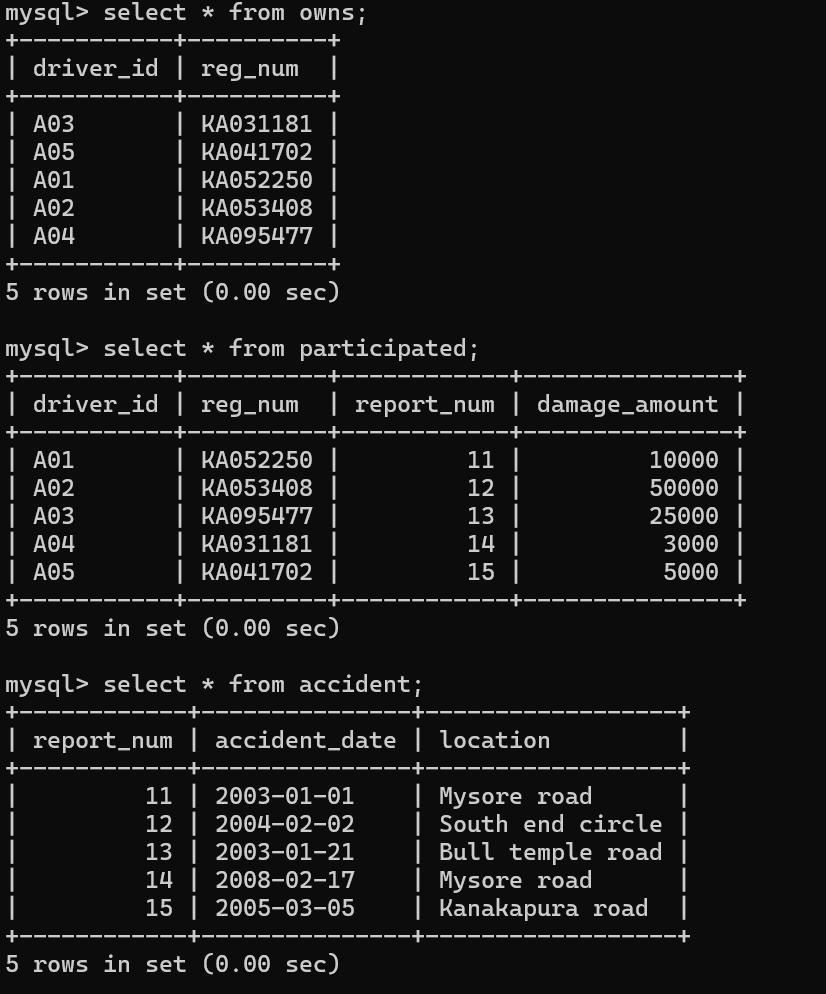 mysql> select * from owns;
+-----------+----------+
| driver_id | reg_num  |
+-----------+----------+
| A03       | KA031181 |
| A05       | KA041702 |
| A01       | KA052250 |
| A02       | KA053408 |
| A04       | KA095477 |
+-----------+----------+
5 rows in set (0.00 sec)

mysql> select * from participated;
+-----------+----------+------------+---------------+
| driver_id | reg_num  | report_num | damage_amount |
+-----------+----------+------------+---------------+
| A01       | KA052250 |         11 |         10000 |
| A02       | KA053408 |         12 |         50000 |
| A03       | KA095477 |         13 |         25000 |
| A04       | KA031181 |         14 |          3000 |
| A05       | KA041702 |         15 |          5000 |
+-----------+----------+------------+---------------+
5 rows in set (0.00 sec)

mysql> select * from accident;
+------------+---------------+------------------+
| report_num | accident_date | location         |
+------------+---------------+------------------+
|         11 | 2003-01-01    | Mysore road      |
|         12 | 2004-02-02    | South end circle |
|         13 | 2003-01-21    | Bull temple road |
|         14 | 2008-02-17    | Mysore road      |
|         15 | 2005-03-05    | Kanakapura road  |
+------------+---------------+------------------+
5 rows in set (0.00 sec)